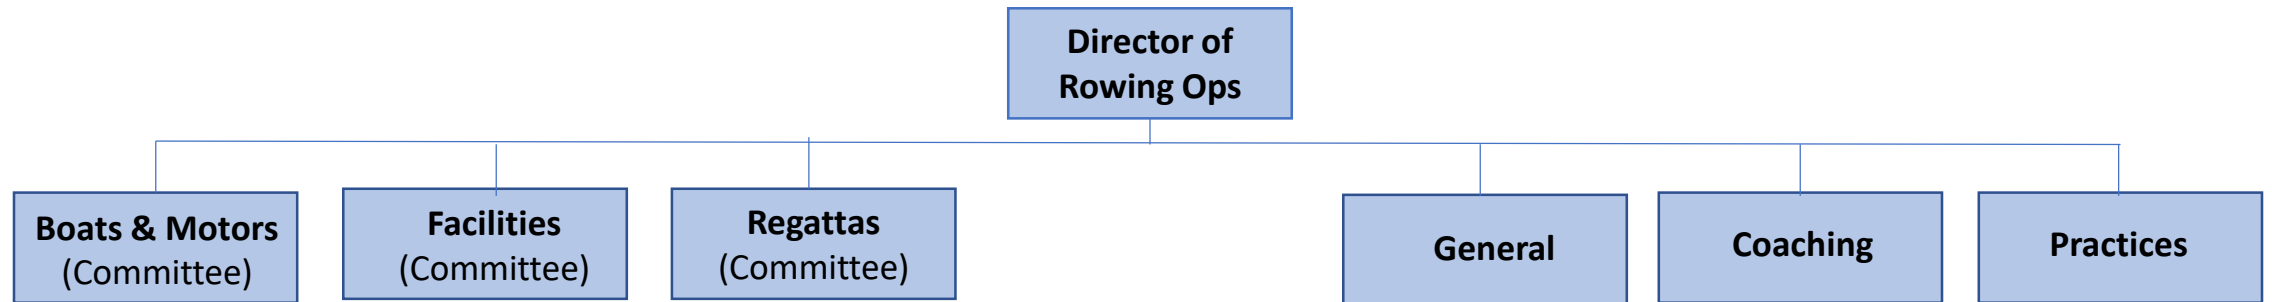 Director of
Rowing Ops
Boats & Motors
(Committee)
Facilities
(Committee)
Regattas
(Committee)
General
Coaching
Practices